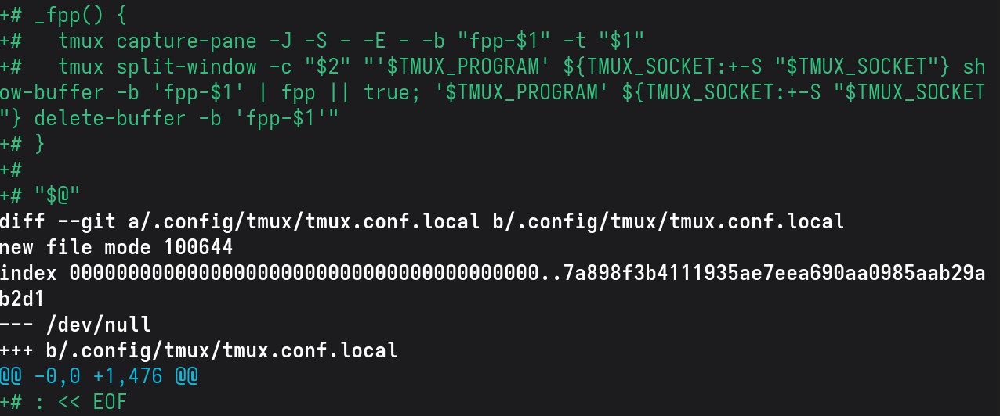 +# _fpp() {
+#   tmux capture-pane -J -S - -E - -b "fpp-$1" -t "$1"
+#   tmux split-window -c "$2" "'$TMUX_PROGRAM' ${TMUX_SOCKET:+-S "$TMUX_SOCKET"} sh
ow-buffer -b 'fpp-$1' | fpp || true; '$TMUX_PROGRAM' ${TMUX_SOCKET:+-S "$TMUX_SOCKET
"} delete-buffer -b 'fpp-$1'"
+# }
+#
+# "$@"
diff --git a/.config/tmux/tmux.conf.local b/.config/tmux/tmux.conf.local
new file mode 100644
index 0000000000000000000000000000000000000000..7a898f3b4111935ae7eea690aa0985aab29a
b2d1
--- /dev/null
+++ b/.config/tmux/tmux.conf.local
@@ -0,0 +1,476 @@
+# : << EOF